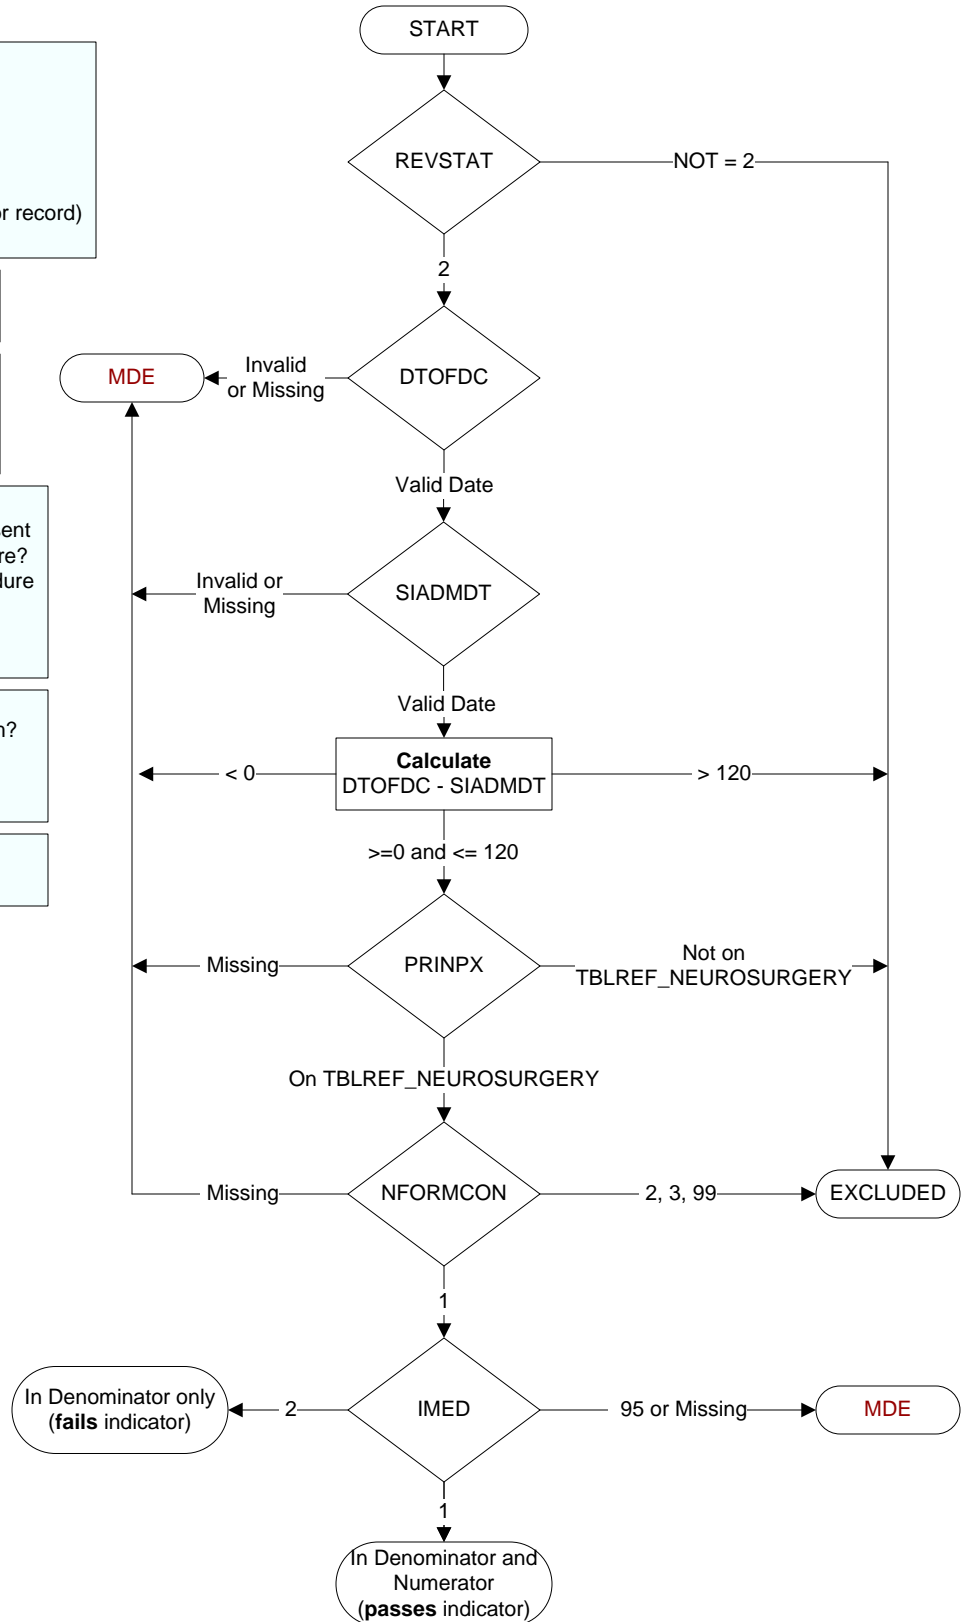 START
REVSTAT
NOT = 2
or record)
2
MDE
Invalid
or Missing
DTOFDC
Valid Date
sent
re?
dure
Invalid or
Missing
SIADMDT
Valid Date
n?
< 0
Calculate
DTOFDC - SIADMDT
> 120
>=0 and <= 120
Missing
PRINPX
Not on
TBLREF_NEUROSURGERY
On TBLREF_NEUROSURGERY
Missing
NFORMCON
2, 3, 99
EXCLUDED
1
In Denominator only
(fails indicator)
2
IMED
95 or Missing
MDE
1
In Denominator and
Numerator
(passes indicator)